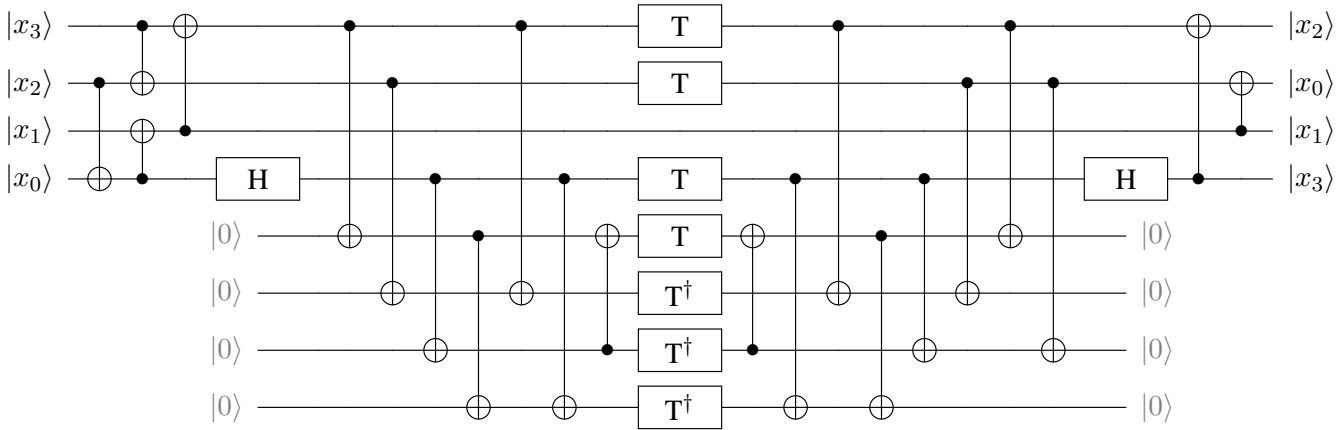 |x₃⟩ T |x₂⟩
|x₂⟩ T |x₀⟩
|x₁⟩ |x₁⟩
|x₀⟩ H T H |x₃⟩
|0⟩ T |0⟩
|0⟩ T† |0⟩
|0⟩ T† |0⟩
|0⟩ T† |0⟩